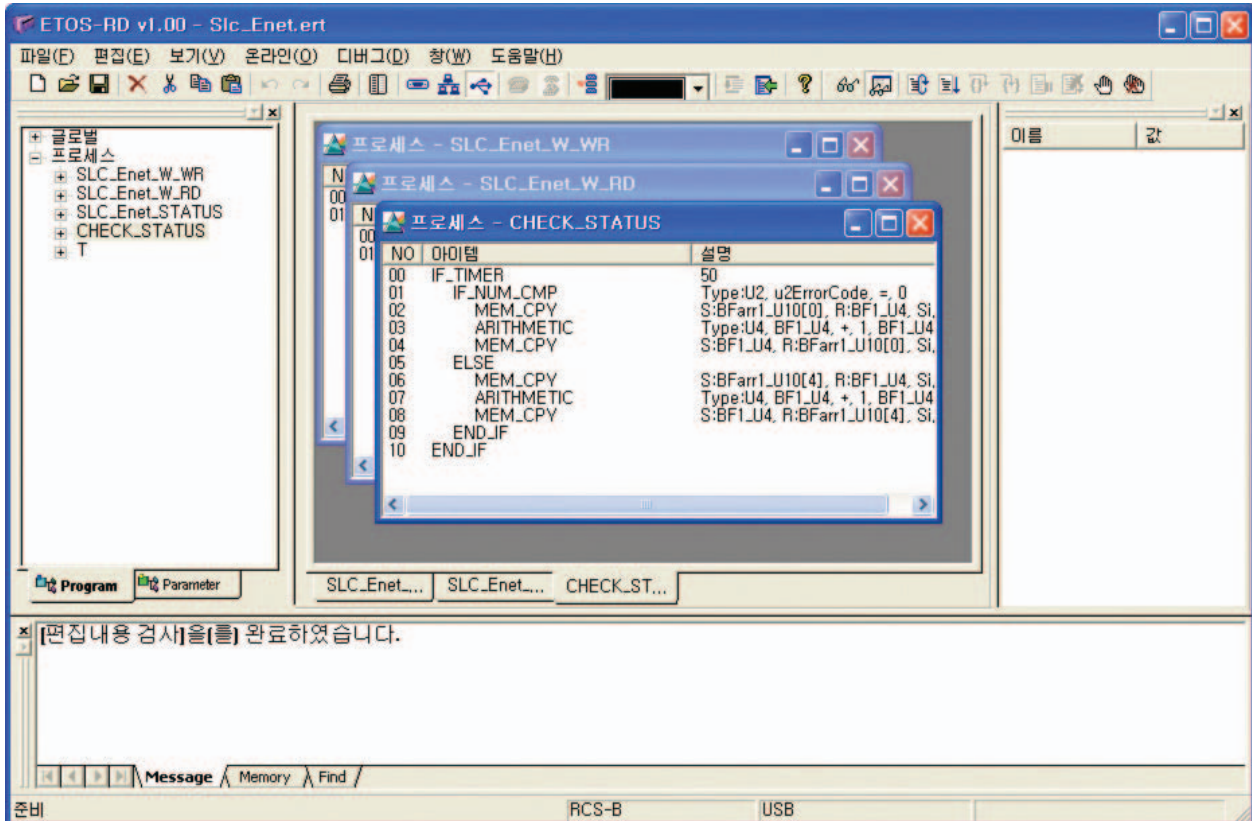 ETOS-RD v1.00 - Slc_Enet.ert
파일(F) 편집(E) 보기(V) 온라인(O) 디버그(D) 창(W) 도움말(H)
글로벌
프로세스
SLC_Enet_W_WR
SLC_Enet_W_RD
SLC_Enet_STATUS
CHECK_STATUS
T
Program Parameter
프로세스 - SLC_Enet_W_WR
N
00
01
프로세스 - SLC_Enet_W_RD
N
00
01
프로세스 - CHECK_STATUS
NO 아이템 설명
00 IF_TIMER 50
01 IF_NUM_CMP Type:U2, u2ErrorCode, =, 0
02 MEM_CPY S:BFarr1_U10[0], R:BF1_U4, Si,
03 ARITHMETIC Type:U4, BF1_U4, +, 1, BF1_U4
04 MEM_CPY S:BF1_U4, R:BFarr1_U10[0], Si,
05 ELSE
06 MEM_CPY S:BFarr1_U10[4], R:BF1_U4, Si,
07 ARITHMETIC Type:U4, BF1_U4, +, 1, BF1_U4
08 MEM_CPY S:BF1_U4, R:BFarr1_U10[4], Si,
09 END_IF
10 END_IF
SLC_Enet_... SLC_Enet_... CHECK_ST...
이름 값
[편집내용 검사]을(를) 완료하였습니다.
Message Memory Find
준비 RCS-B USB